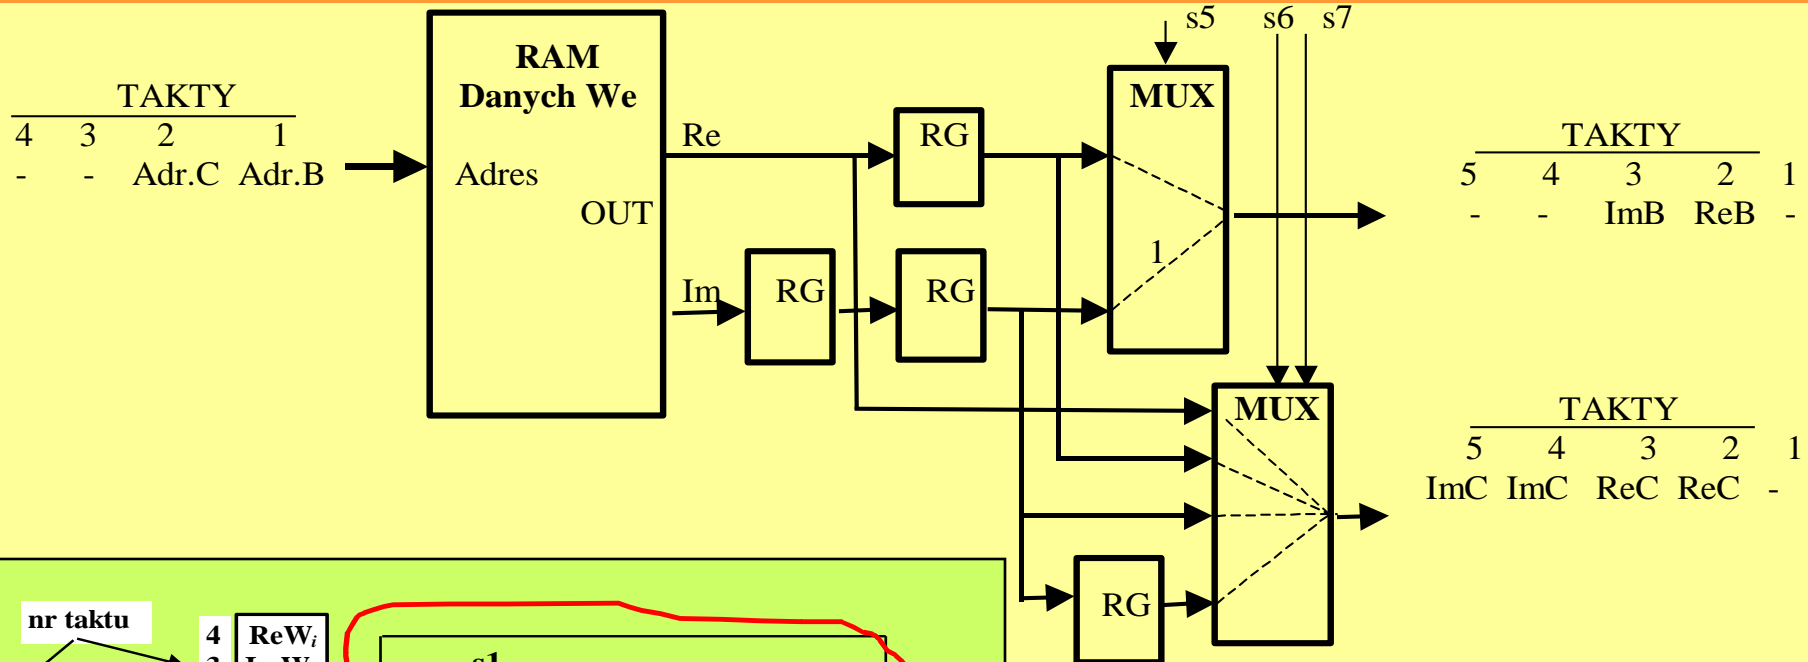 s5 s6 s7
RAM
Danych We
MUX
TAKTY
4 3 2 1
- - Adr.C Adr.B
Adres
OUT
Re
RG
Im
RG
RG
1
TAKTY
5 4 3 2 1
- - ImB ReB -
MUX
TAKTY
5 4 3 2 1
ImC ImC ReC ReC -
RG
nr taktu
4 ReWi
3
s1